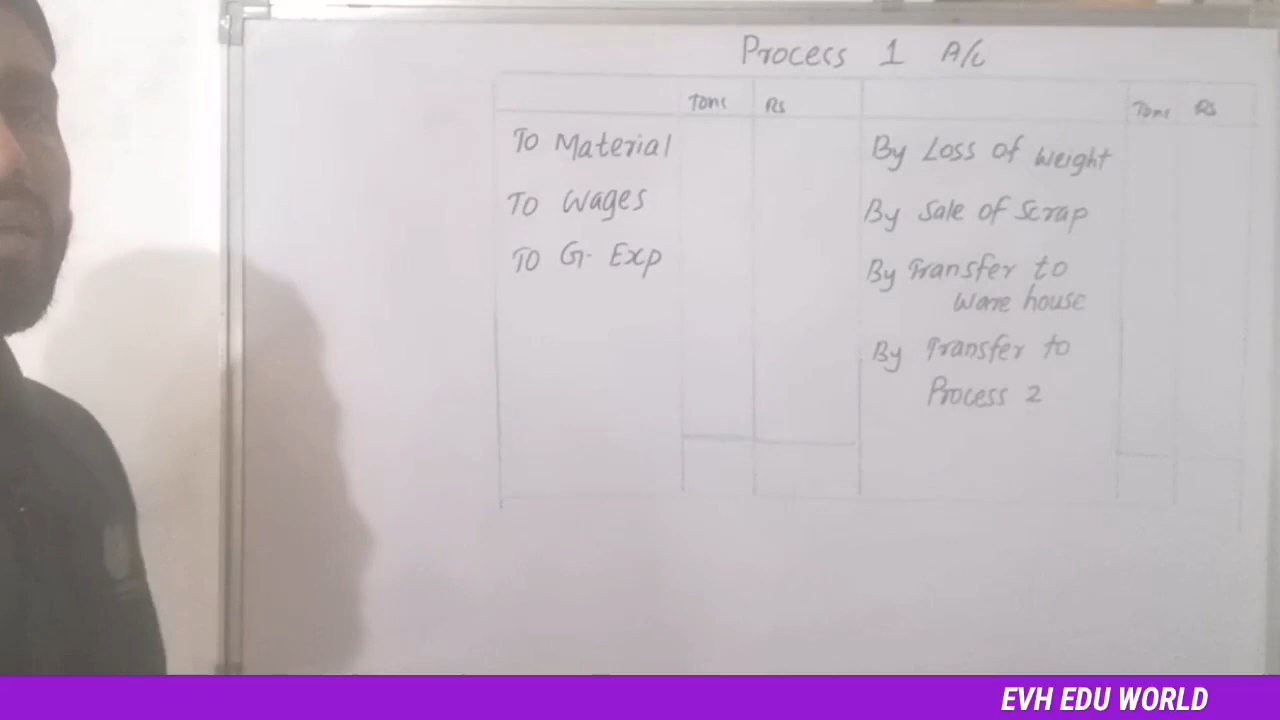 Process 1 A/c
Tons Rs Tons Rs
To Material
To Wages
To G. Exp
By Loss of weight
By Sale of Scrap
By Transfer to
Ware house
By Transfer to
Process 2
EVH EDU WORLD